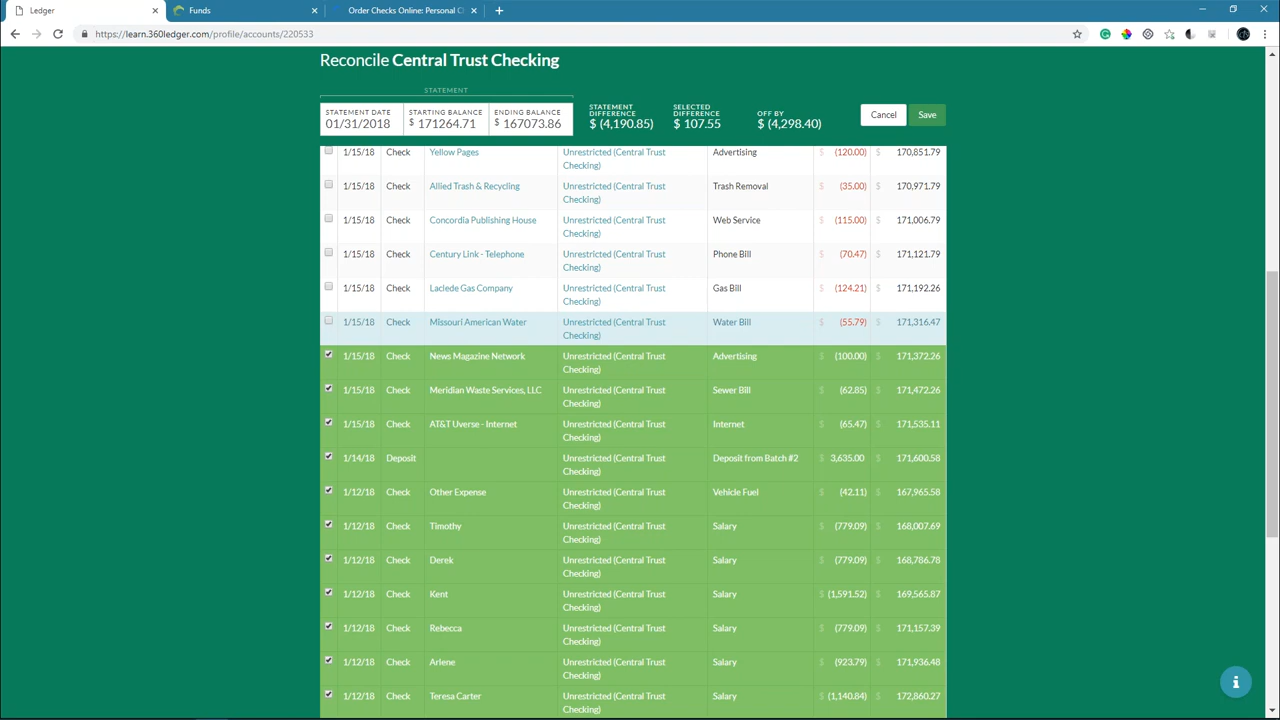 Ledger
Funds
Order Checks Online: Personal C
https://learn.360ledger.com/profile/accounts/220533
Reconcile Central Trust Checking
STATEMENT
STATEMENT DATE STARTING BALANCE ENDING BALANCE
01/31/2018 $ 171264.71 $ 167073.86
STATEMENT DIFFERENCE
$ (4,190.85)
SELECTED DIFFERENCE
$ 107.55
OFF BY
$ (4,298.40)
Cancel Save
1/15/18 Check Yellow Pages Unrestricted (Central Trust Checking) Advertising $ (120.00) $ 170,851.79
1/15/18 Check Allied Trash & Recycling Unrestricted (Central Trust Checking) Trash Removal $ (35.00) $ 170,971.79
1/15/18 Check Concordia Publishing House Unrestricted (Central Trust Checking) Web Service $ (115.00) $ 171,006.79
1/15/18 Check Century Link - Telephone Unrestricted (Central Trust Checking) Phone Bill $ (70.47) $ 171,121.79
1/15/18 Check Laclede Gas Company Unrestricted (Central Trust Checking) Gas Bill $ (124.21) $ 171,192.26
1/15/18 Check Missouri American Water Unrestricted (Central Trust Checking) Water Bill $ (55.79) $ 171,316.47
1/15/18 Check News Magazine Network Unrestricted (Central Trust Checking) Advertising $ (100.00) $ 171,372.26
1/15/18 Check Meridian Waste Services, LLC Unrestricted (Central Trust Checking) Sewer Bill $ (62.85) $ 171,472.26
1/15/18 Check AT&T Uverse - Internet Unrestricted (Central Trust Checking) Internet $ (65.47) $ 171,535.11
1/14/18 Deposit Unrestricted (Central Trust Checking) Deposit from Batch #2 $ 3,635.00 $ 171,600.58
1/12/18 Check Other Expense Unrestricted (Central Trust Checking) Vehicle Fuel $ (42.11) $ 167,965.58
1/12/18 Check Timothy Unrestricted (Central Trust Checking) Salary $ (779.09) $ 168,007.69
1/12/18 Check Derek Unrestricted (Central Trust Checking) Salary $ (779.09) $ 168,786.78
1/12/18 Check Kent Unrestricted (Central Trust Checking) Salary $ (1,591.52) $ 169,565.87
1/12/18 Check Rebecca Unrestricted (Central Trust Checking) Salary $ (779.09) $ 171,157.39
1/12/18 Check Arlene Unrestricted (Central Trust Checking) Salary $ (923.79) $ 171,936.48
1/12/18 Check Teresa Carter Unrestricted (Central Trust Checking) Salary $ (1,140.84) $ 172,860.27